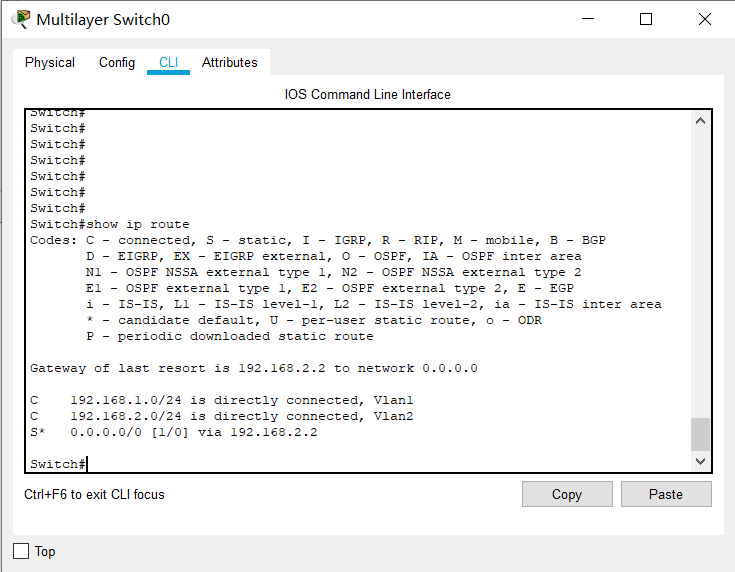 Multilayer Switch0
Physical Config CLI Attributes
IOS Command Line Interface
Switch#
Switch#
Switch#
Switch#
Switch#
Switch#
Switch#
Switch#show ip route
Codes: C - connected, S - static, I - IGRP, R - RIP, M - mobile, B - BGP
       D - EIGRP, EX - EIGRP external, O - OSPF, IA - OSPF inter area
       N1 - OSPF NSSA external type 1, N2 - OSPF NSSA external type 2
       E1 - OSPF external type 1, E2 - OSPF external type 2, E - EGP
       i - IS-IS, L1 - IS-IS level-1, L2 - IS-IS level-2, ia - IS-IS inter area
       * - candidate default, U - per-user static route, o - ODR
       P - periodic downloaded static route
Gateway of last resort is 192.168.2.2 to network 0.0.0.0
C    192.168.1.0/24 is directly connected, Vlan1
C    192.168.2.0/24 is directly connected, Vlan2
S*   0.0.0.0/0 [1/0] via 192.168.2.2
Switch#
Ctrl+F6 to exit CLI focus
Copy Paste
Top